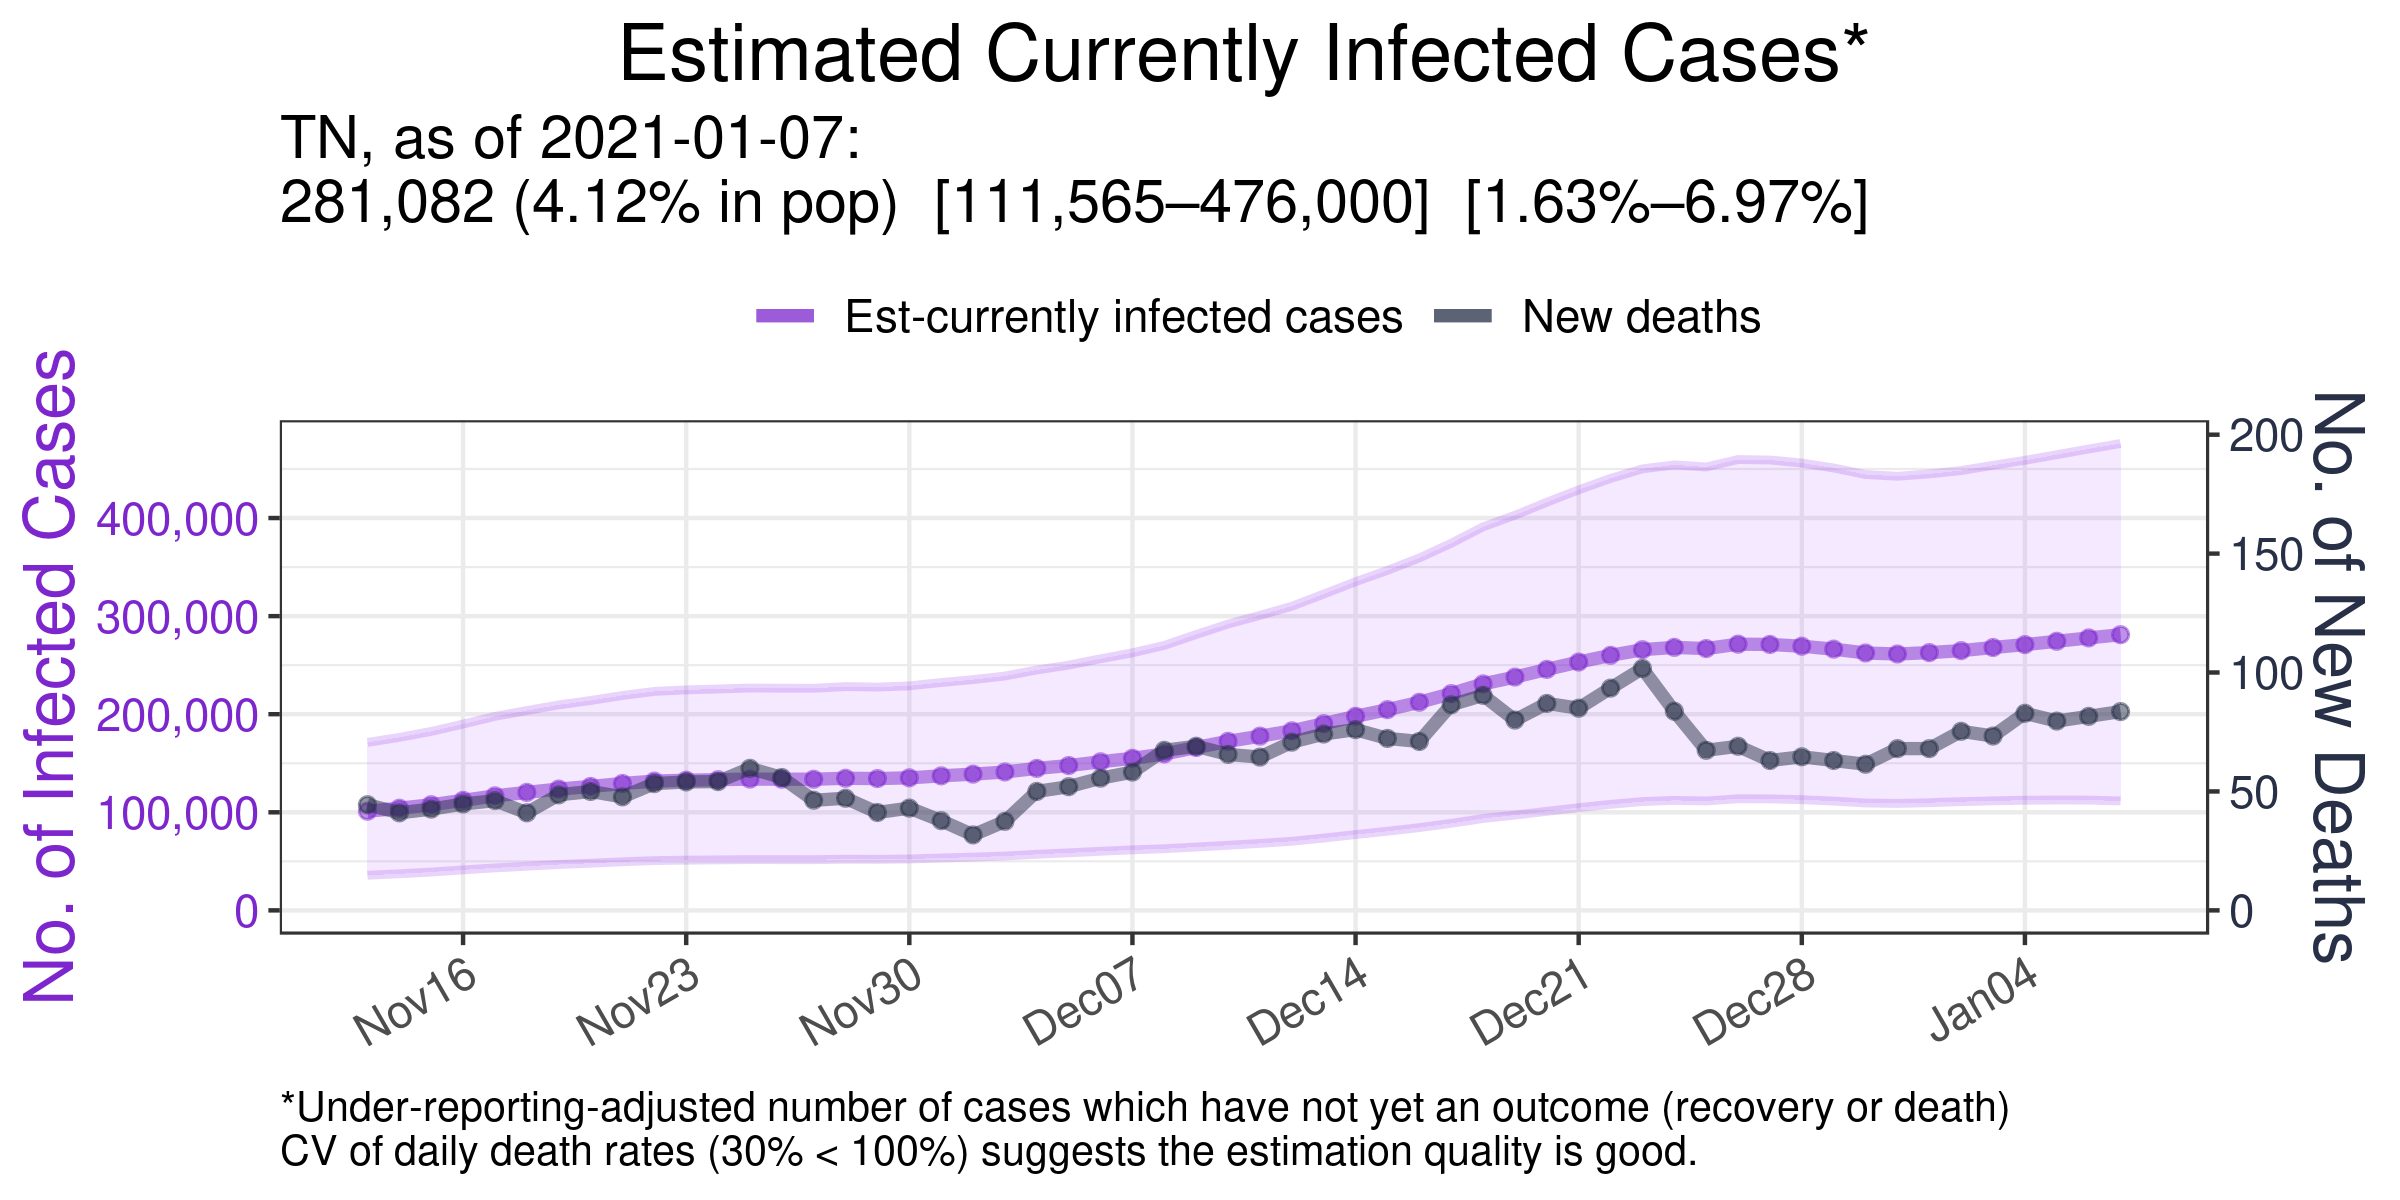 Estimated Currently Infected Cases*
TN, as of 2021-01-07:
281,082 (4.12% in pop)  [111,565–476,000]  [1.63%–6.97%]
Est-currently infected cases
New deaths
No. of Infected Cases
400,000
300,000
200,000
100,000
0
200
150
100
50
0
No. of New Deaths
Nov16
Nov23
Nov30
Dec07
Dec14
Dec21
Dec28
Jan04
*Under-reporting-adjusted number of cases which have not yet an outcome (recovery or death)
CV of daily death rates (30% < 100%) suggests the estimation quality is good.